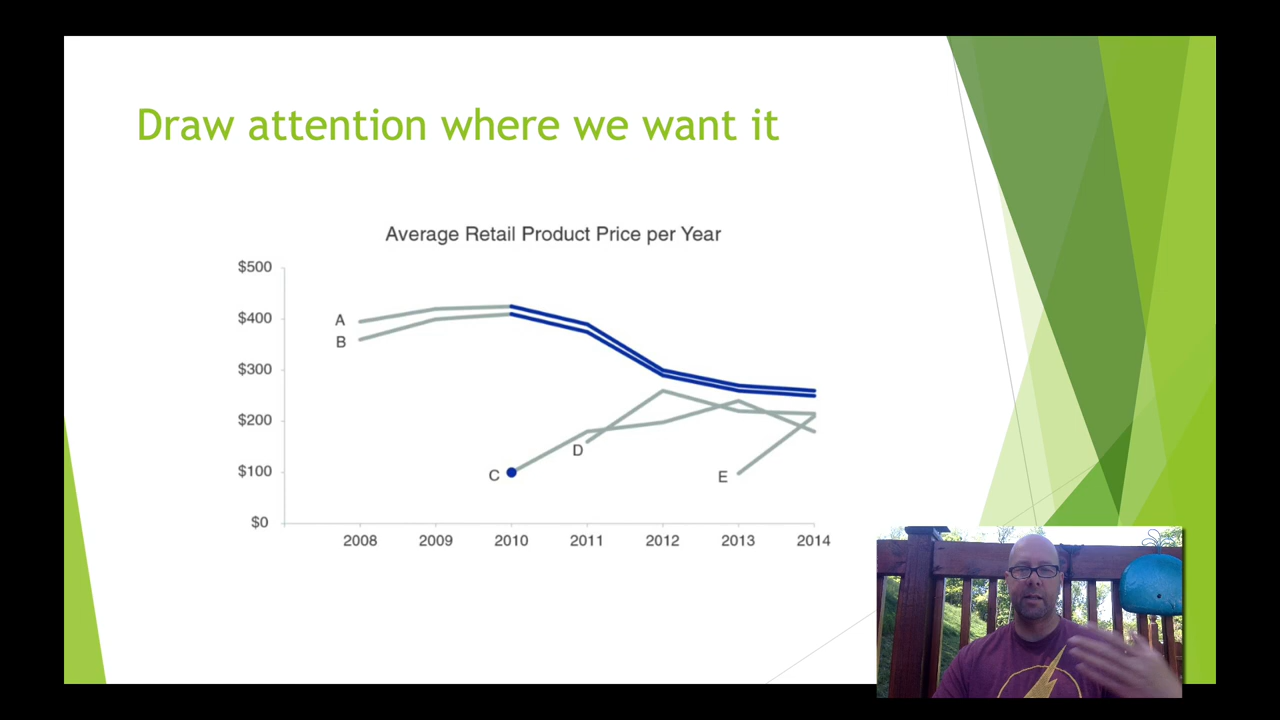 Draw attention where we want it
Average Retail Product Price per Year
$500
$400
$300
$200
$100
$0
A
B
C
D
E
2008 2009 2010 2011 2012 2013 2014